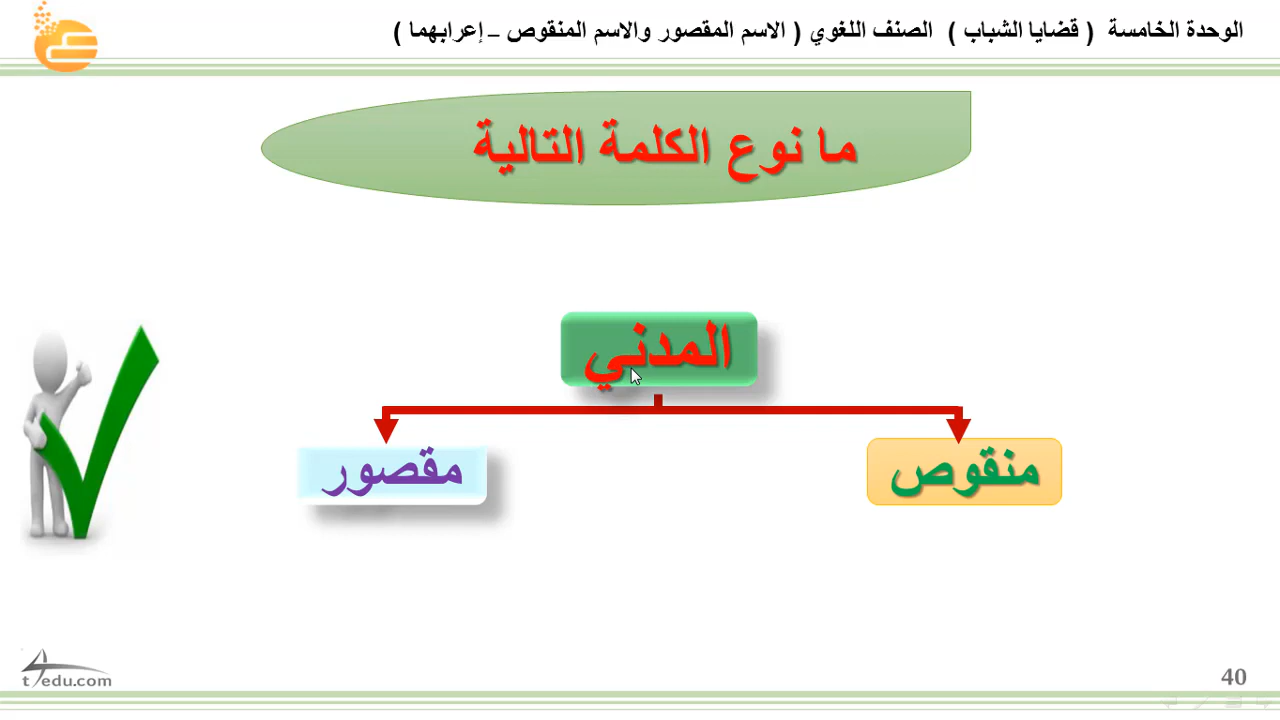 الوحدة الخامسة ( قضايا الشباب ) الصنف اللغوي ( الاسم المقصور والاسم المنقوص – إعرابهما )
ما نوع الكلمة التالية
المدني
منقوص
مقصور
t4edu.com
40